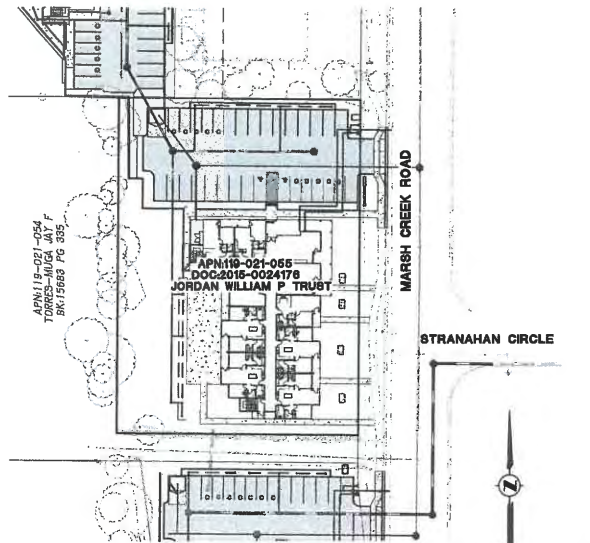 APN:119-021-054
TORRES-MUGA JAY F
BK:15683 PG 335
APN:119-021-055
DOC:2015-0024176
JORDAN WILLIAM P TRUST
MARSH CREEK ROAD
STRANAHAN CIRCLE
Z